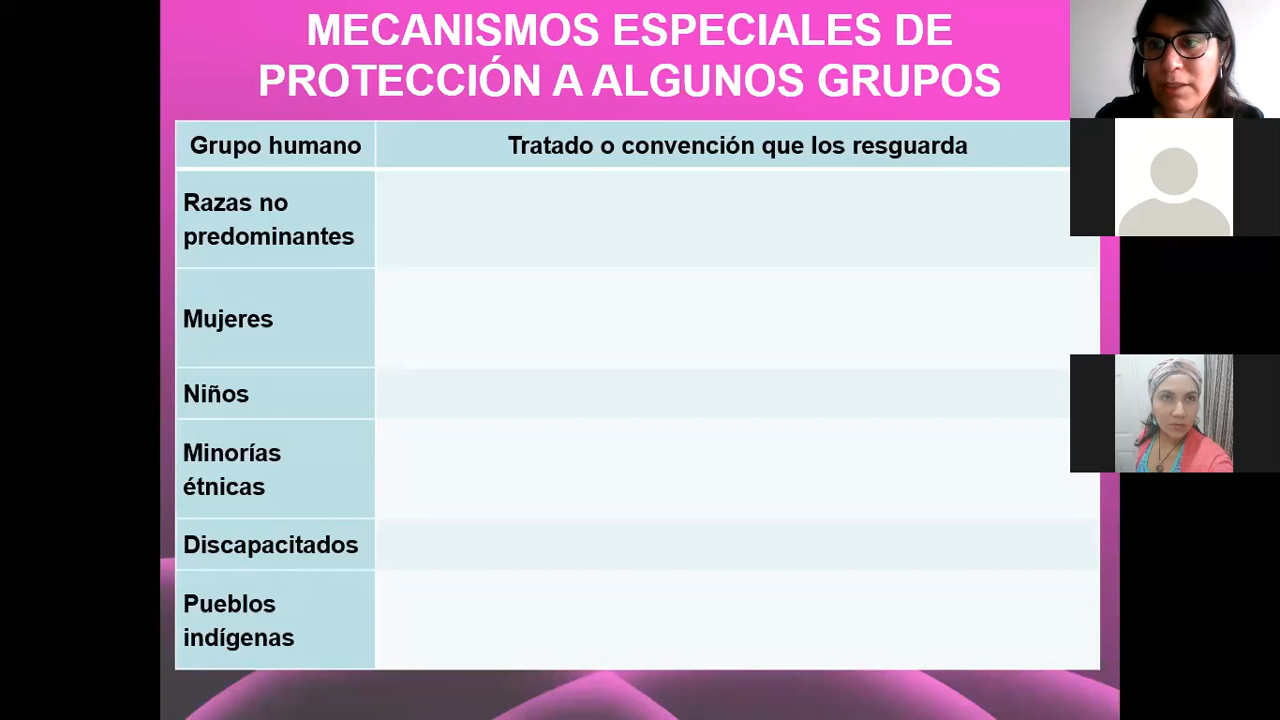 MECANISMOS ESPECIALES DE
PROTECCIÓN A ALGUNOS GRUPOS
Grupo humano
Tratado o convención que los resguarda
Razas no
predominantes
Mujeres
Niños
Minorías
étnicas
Discapacitados
Pueblos
indígenas